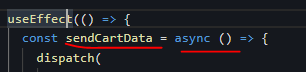 useEffect(() => {
const sendCartData = async () => {
dispatch(